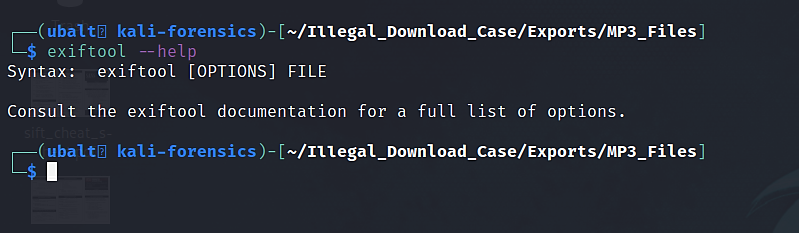 ┌──(ubalt㉿ kali-forensics)-[~/Illegal_Download_Case/Exports/MP3_Files]
└─$ exiftool --help
Syntax:  exiftool [OPTIONS] FILE
Consult the exiftool documentation for a full list of options.
sift_cheat_s-
┌──(ubalt㉿ kali-forensics)-[~/Illegal_Download_Case/Exports/MP3_Files]
└─$